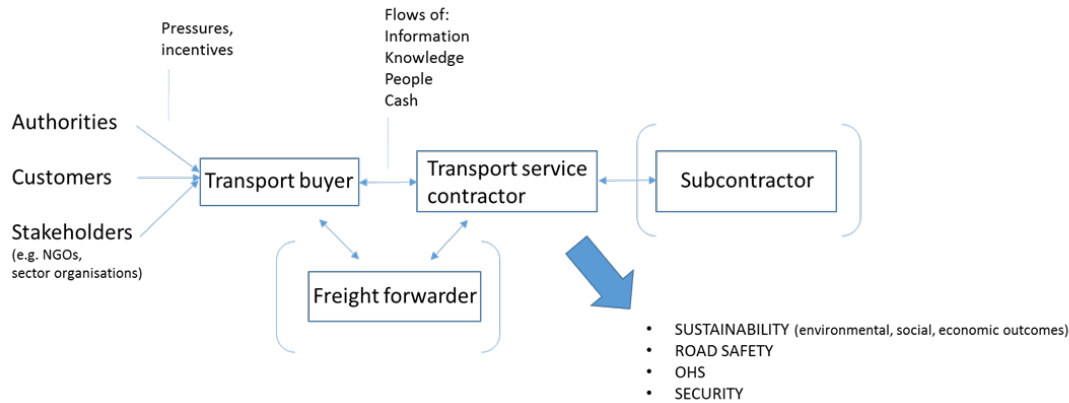 Pressures,
incentives
Flows of:
Information
Knowledge
People
Cash
Authorities
Customers
Stakeholders
(e.g. NGOs,
sector organisations)
Transport buyer
Transport service
contractor
Subcontractor
Freight forwarder
• SUSTAINABILITY (environmental, social, economic outcomes)
• ROAD SAFETY
• OHS
• SECURITY